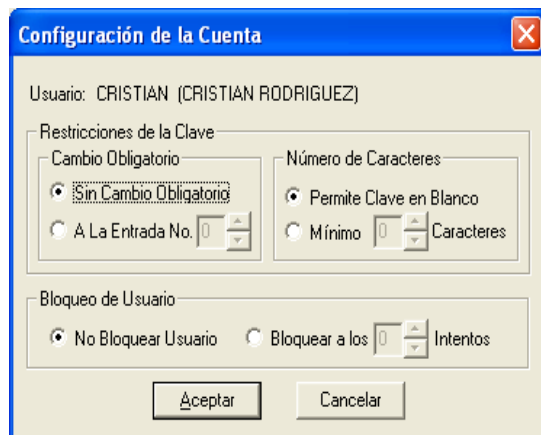 Configuración de la Cuenta
Usuario: CRISTIAN (CRISTIAN RODRIGUEZ)
Restricciones de la Clave
Cambio Obligatorio
Sin Cambio Obligatorio
A La Entrada No. 0
Número de Caracteres
Permite Clave en Blanco
Mínimo 0 Caracteres
Bloqueo de Usuario
No Bloquear Usuario Bloquear a los 0 Intentos
Aceptar Cancelar